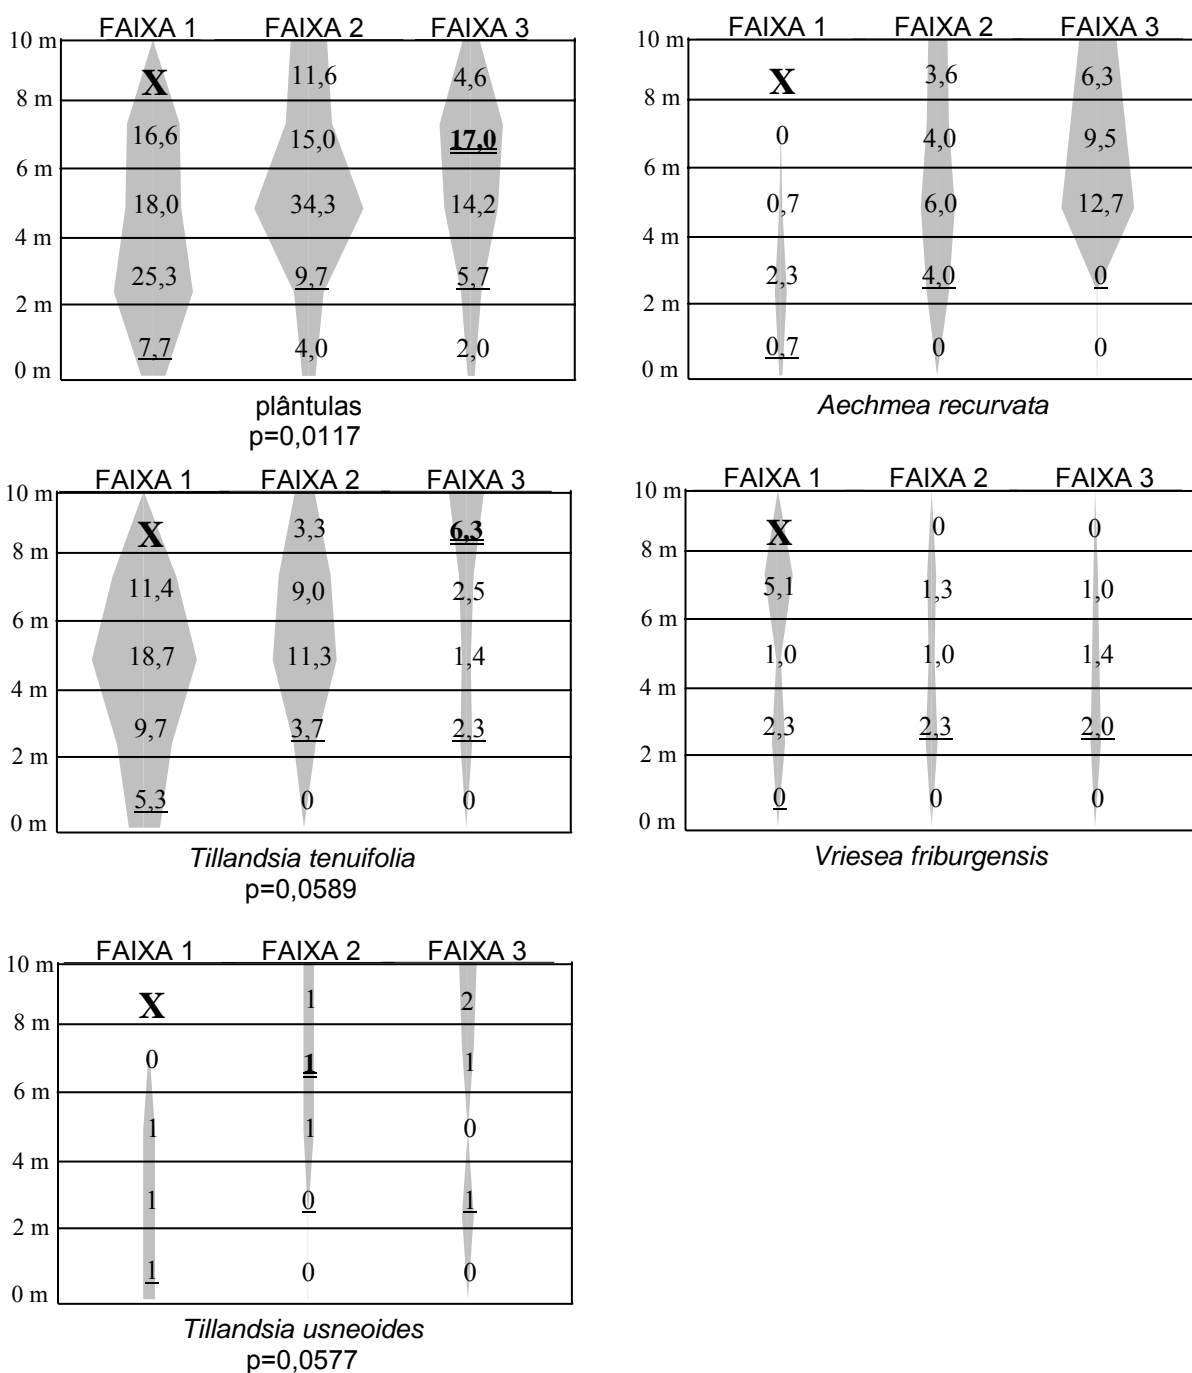 FAIXA 1 FAIXA 2 FAIXA 3
10 m
X 11,6 4,6
8 m
16,6 15,0 17,0
6 m
18,0 34,3 14,2
4 m
25,3 9,7 5,7
2 m
7,7 4,0 2,0
0 m
plântulas
p=0,0117
FAIXA 1 FAIXA 2 FAIXA 3
10 m
X 3,6 6,3
8 m
0 4,0 9,5
6 m
0,7 6,0 12,7
4 m
2,3 4,0 0
2 m
0,7 0 0
0 m
Aechmea recurvata
FAIXA 1 FAIXA 2 FAIXA 3
10 m
X 3,3 6,3
8 m
11,4 9,0 2,5
6 m
18,7 11,3 1,4
4 m
9,7 3,7 2,3
2 m
5,3 0 0
0 m
Tillandsia tenuifolia
p=0,0589
FAIXA 1 FAIXA 2 FAIXA 3
10 m
X 0 0
8 m
5,1 1,3 1,0
6 m
1,0 1,0 1,4
4 m
2,3 2,3 2,0
2 m
0 0 0
0 m
Vriesea friburgensis
FAIXA 1 FAIXA 2 FAIXA 3
10 m
X 1 2
8 m
0 1 1
6 m
1 1 0
4 m
1 0 1
2 m
1 0 0
0 m
Tillandsia usneoides
p=0,0577